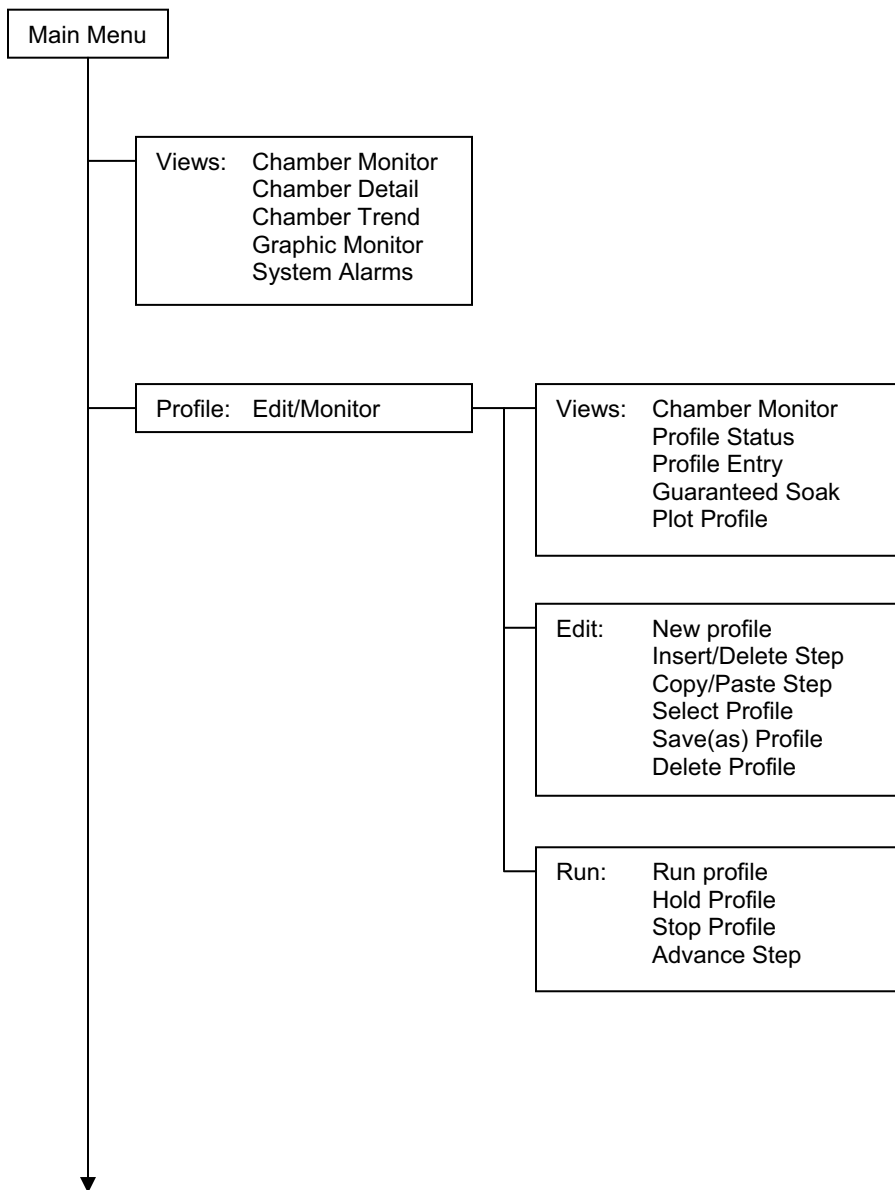 Main Menu
Views: Chamber Monitor
Chamber Detail
Chamber Trend
Graphic Monitor
System Alarms
Profile: Edit/Monitor
Views: Chamber Monitor
Profile Status
Profile Entry
Guaranteed Soak
Plot Profile
Edit: New profile
Insert/Delete Step
Copy/Paste Step
Select Profile
Save(as) Profile
Delete Profile
Run: Run profile
Hold Profile
Stop Profile
Advance Step